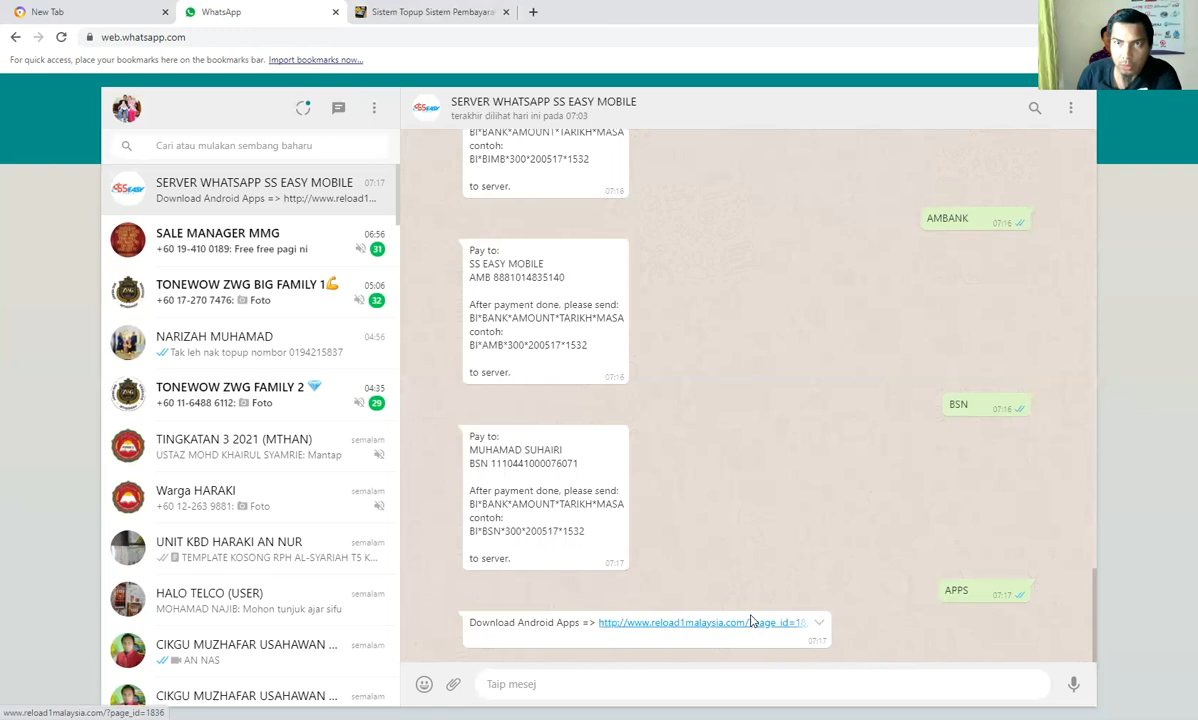 New Tab
WhatsApp
Sistem Topup Sistem Pembayara
web.whatsapp.com
For quick access, place your bookmarks here on the bookmarks bar. Import bookmarks now...
Cari atau mulakan sembang baharu
SERVER WHATSAPP SS EASY MOBILE 07:17
Download Android Apps => http://www.reload1...
SALE MANAGER MMG 06:56
+60 19-410 0189: Free free pagi ni 31
TONEWOW ZWG BIG FAMILY 1💪 05:06
+60 17-270 7476: Foto 32
NARIZAH MUHAMAD 04:56
Tak leh nak topup nombor 0194215837
TONEWOW ZWG FAMILY 2 💎 04:35
+60 11-6488 6112: Foto 29
TINGKATAN 3 2021 (MTHAN) semalam
USTAZ MOHD KHAIRUL SYAMRIE: Mantap
Warga HARAKI semalam
+60 12-263 9881: Foto
UNIT KBD HARAKI AN NUR semalam
TEMPLATE KOSONG RPH AL-SYARIAH T5 K...
HALO TELCO (USER) semalam
MOHAMAD NAJIB: Mohon tunjuk ajar sifu
CIKGU MUZHAFAR USAHAWAN ... semalam
AN NAS
CIKGU MUZHAFAR USAHAWAN ... semalam
www.reload1malaysia.com/?page_id=1836
SERVER WHATSAPP SS EASY MOBILE
terakhir dilihat hari ini pada 07:03
BI*BANK*AMOUNT*TARIKH*MASA
contoh:
BI*BIMB*300*200517*1532
to server.
07:16
AMBANK 07:16
Pay to:
SS EASY MOBILE
AMB 8881014835140
After payment done, please send:
BI*BANK*AMOUNT*TARIKH*MASA
contoh:
BI*AMB*300*200517*1532
to server.
07:16
BSN 07:16
Pay to:
MUHAMAD SUHAIRI
BSN 1110441000076071
After payment done, please send:
BI*BANK*AMOUNT*TARIKH*MASA
contoh:
BI*BSN*300*200517*1532
to server.
07:17
APPS 07:17
Download Android Apps => http://www.reload1malaysia.com/?page_id=18
07:17
Taip mesej